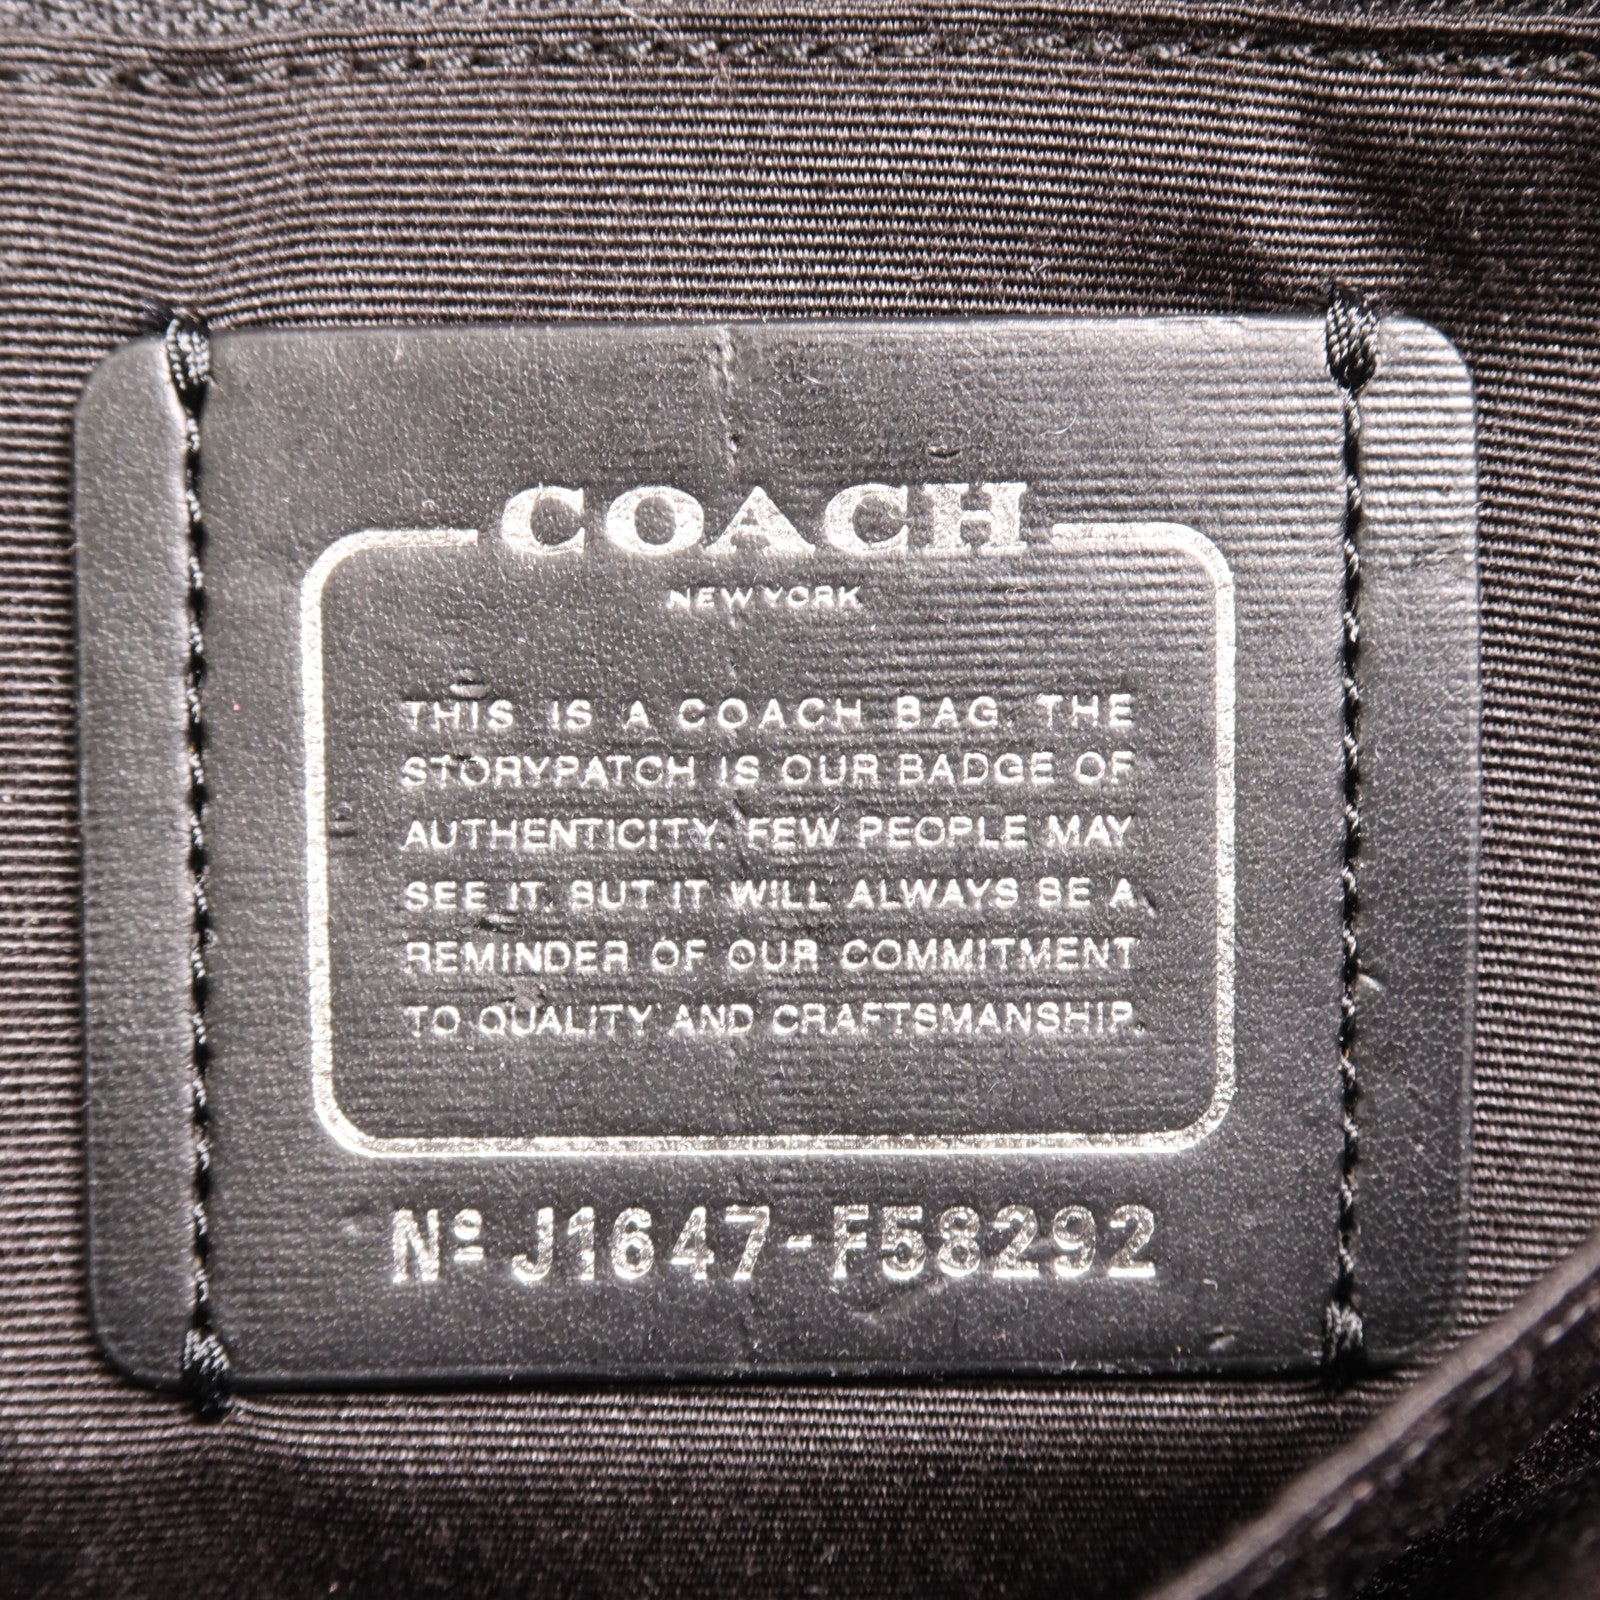 COACH
NEW YORK
THIS IS A COACH BAG. THE
STORYPATCH IS OUR BADGE OF
AUTHENTICITY. FEW PEOPLE MAY
SEE IT, BUT IT WILL ALWAYS BE A
REMINDER OF OUR COMMITMENT
TO QUALITY AND CRAFTSMANSHIP.
Nº J1647-F58292